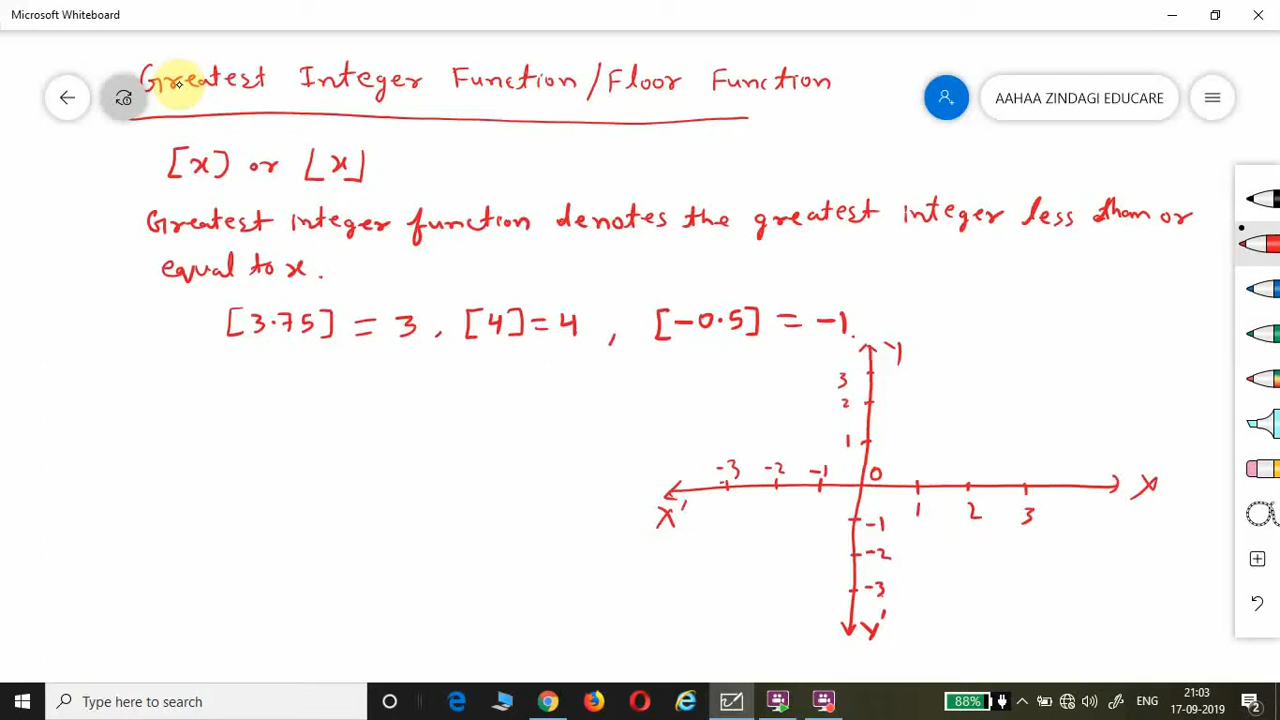 Microsoft Whiteboard
Greatest Integer Function/Floor Function
AAHAA ZINDAGI EDUCARE
[x] or ⌊x⌋
Greatest integer function denotes the greatest integer less than or
equal to x.
[3.75] = 3, [4]=4, [-0.5] = -1.
Y
3
2
1
-3 -2 -1 0
X' X
1 2 3
-1
-2
-3
Y'
Type here to search
88%
ENG
21:03
17-09-2019
2